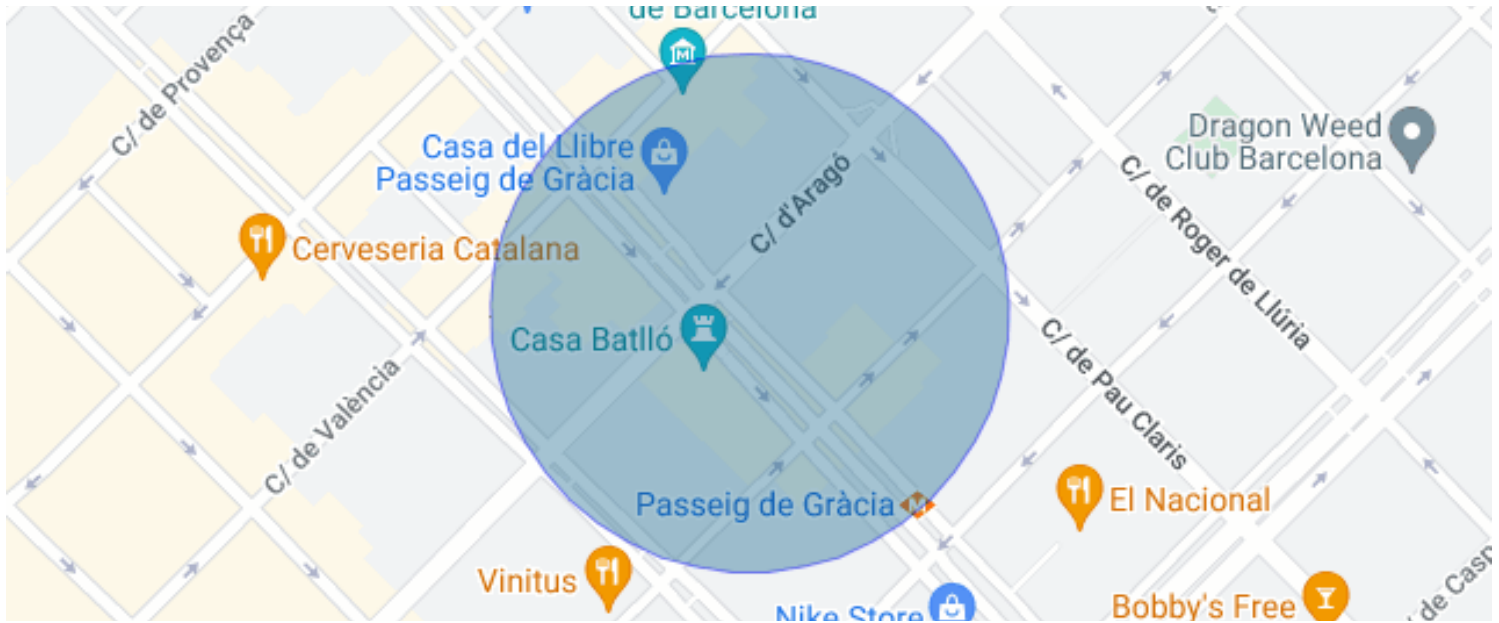 de Barcelona
C/ de Provença
Casa del Llibre
Passeig de Gràcia
Dragon Weed
Club Barcelona
C/ d'Aragó
C/ de Roger de Llúria
Cerveseria Catalana
Casa Batlló
C/ de Pau Claris
C/ de València
Passeig de Gràcia
El Nacional
Vinitus
Nike Store
Bobby's Free
/ de Casp